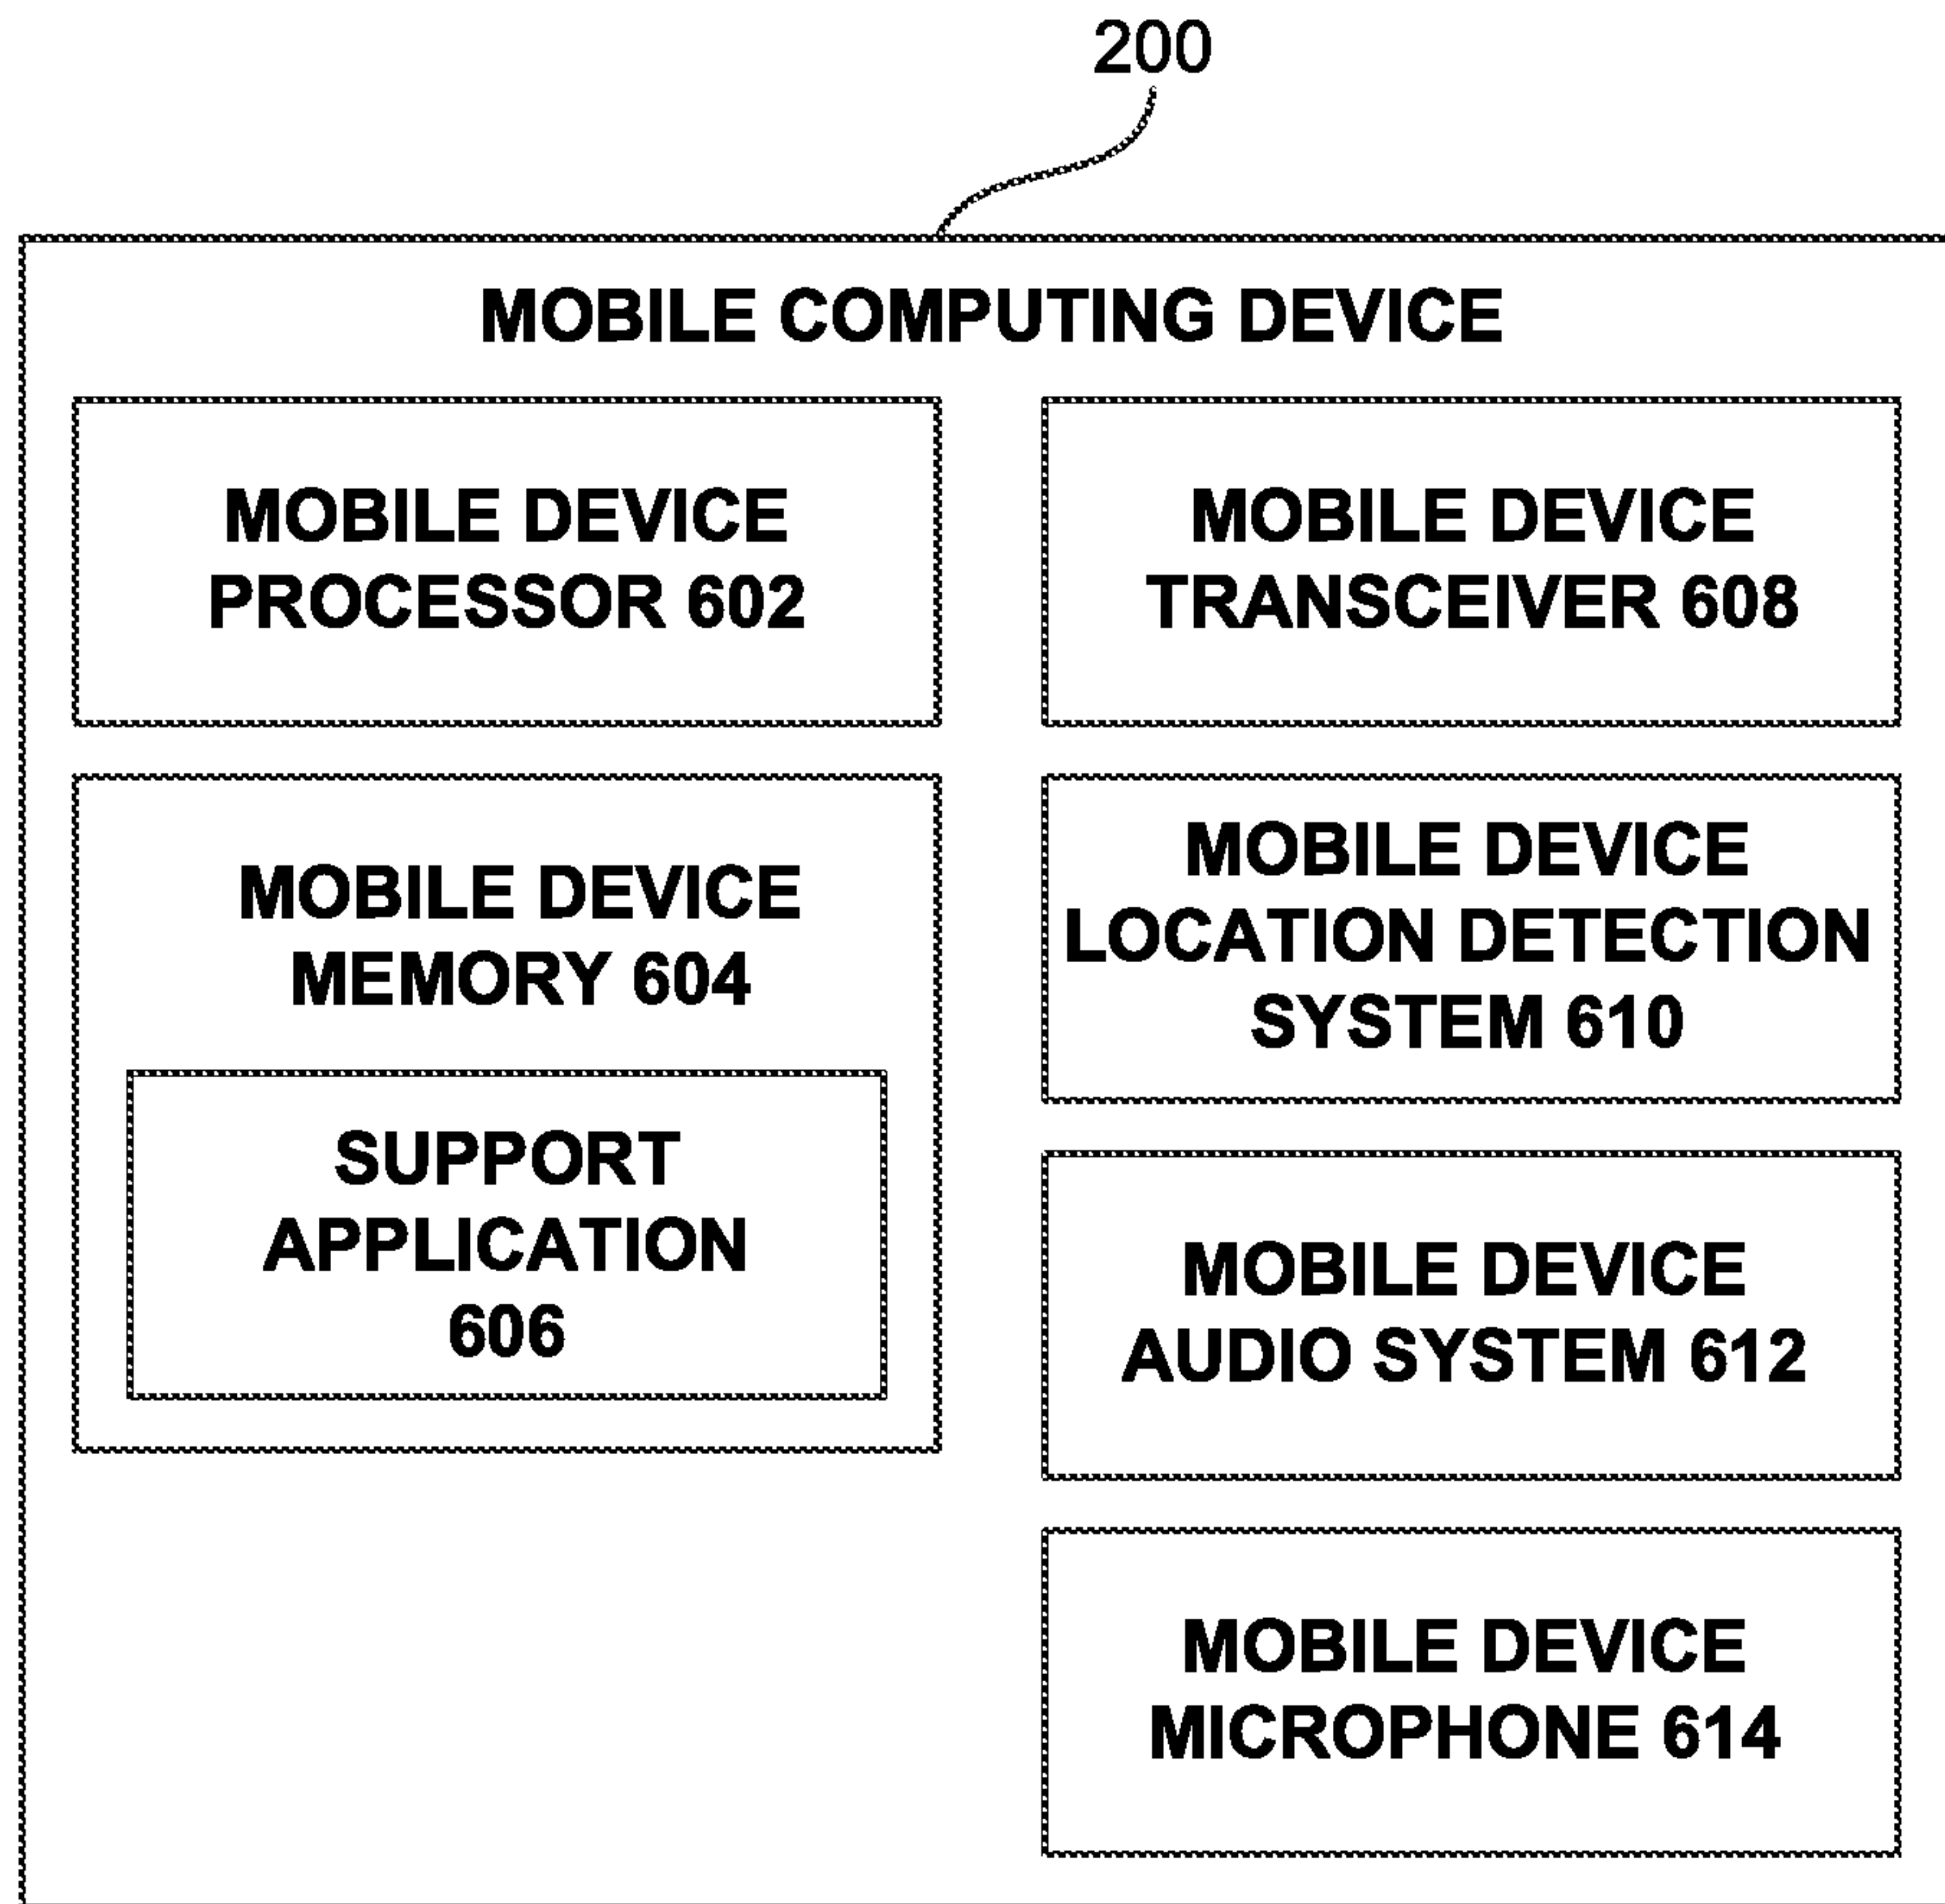 200
MOBILE COMPUTING DEVICE
MOBILE DEVICE
PROCESSOR 602
MOBILE DEVICE
MEMORY 604
SUPPORT
APPLICATION
606
MOBILE DEVICE
TRANSCEIVER 608
MOBILE DEVICE
LOCATION DETECTION
SYSTEM 610
MOBILE DEVICE
AUDIO SYSTEM 612
MOBILE DEVICE
MICROPHONE 614